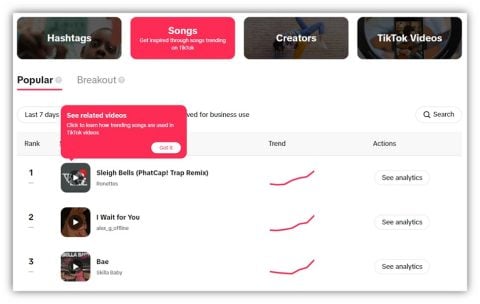 Hashtags
Songs
Get inspired through songs trending
on TikTok
Creators
TikTok Videos
Popular
Breakout
Last 7 days
ved for business use
Search
See related videos
Click to learn how trending songs are used in
TikTok videos
Got it
Rank
Trend
Actions
1
Sleigh Bells (PhatCap! Trap Remix)
Ronettes
See analytics
2
I Wait for You
alex_g_offline
See analytics
3
Bae
Skilla Baby
See analytics